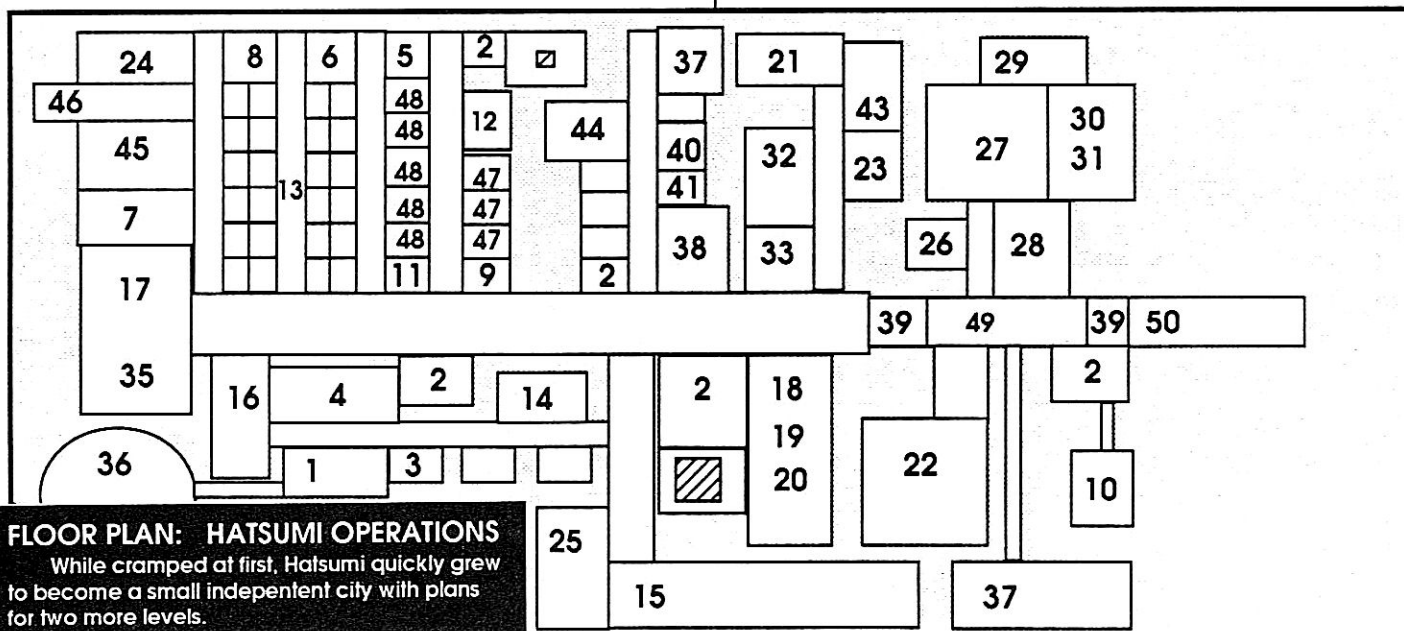 24 8 6 5 2 37 21 29
46 48 12 44 43 30
45 48 40 32 27 31
13 48 47 41 23
7 48 47 26 28
17 48 47 38 33
11 9 2
39 49 39 50
35 16 4 2 14 2 18 2
19
36 1 3 20 22 10
25
15 37
FLOOR PLAN: HATSUMI OPERATIONS
While cramped at first, Hatsumi quickly grew
to become a small indepentent city with plans
for two more levels.